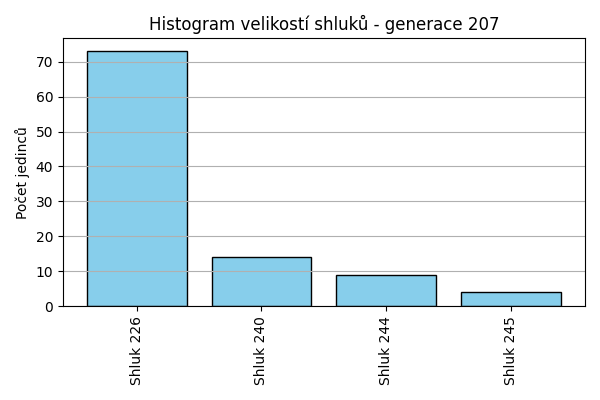 Histogram velikostí shluků - generace 207
Počet jedinců
70
60
50
40
30
20
10
0
Shluk 226
Shluk 240
Shluk 244
Shluk 245